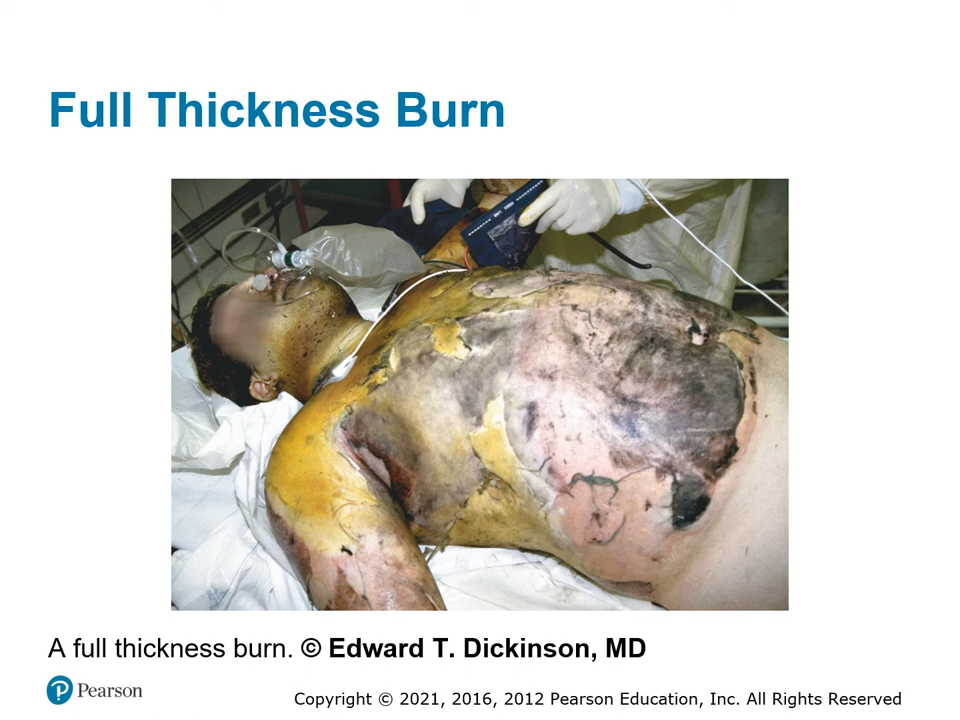 Full Thickness Burn
A full thickness burn. © Edward T. Dickinson, MD
Pearson
Copyright © 2021, 2016, 2012 Pearson Education, Inc. All Rights Reserved